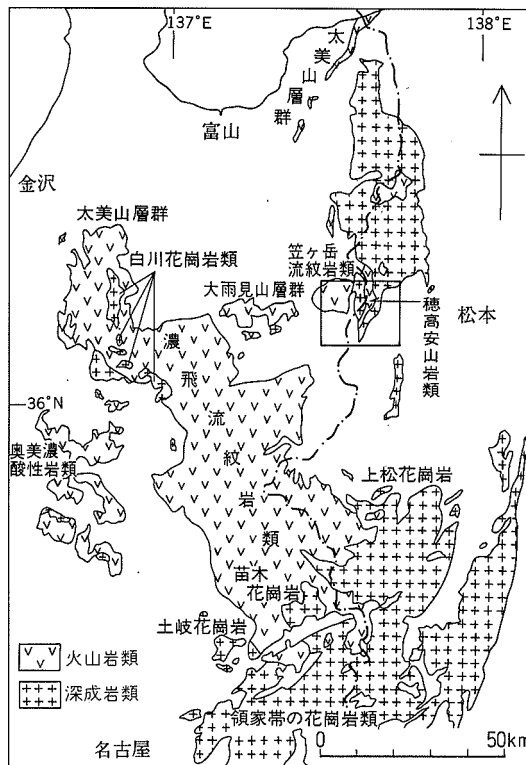 137°E
138°E
太美山層群
富山
金沢
太美山層群
白川花崗岩類
笠ヶ岳
流紋岩類
大雨見山層群
穂高安山岩類
松本
濃飛流紋岩類
36°N
奥美濃
酸性岩類
上松花崗岩
苗木
花崗岩
土岐花崗岩
火山岩類
深成岩類
領家帯の花崗岩類
名古屋
0 50km